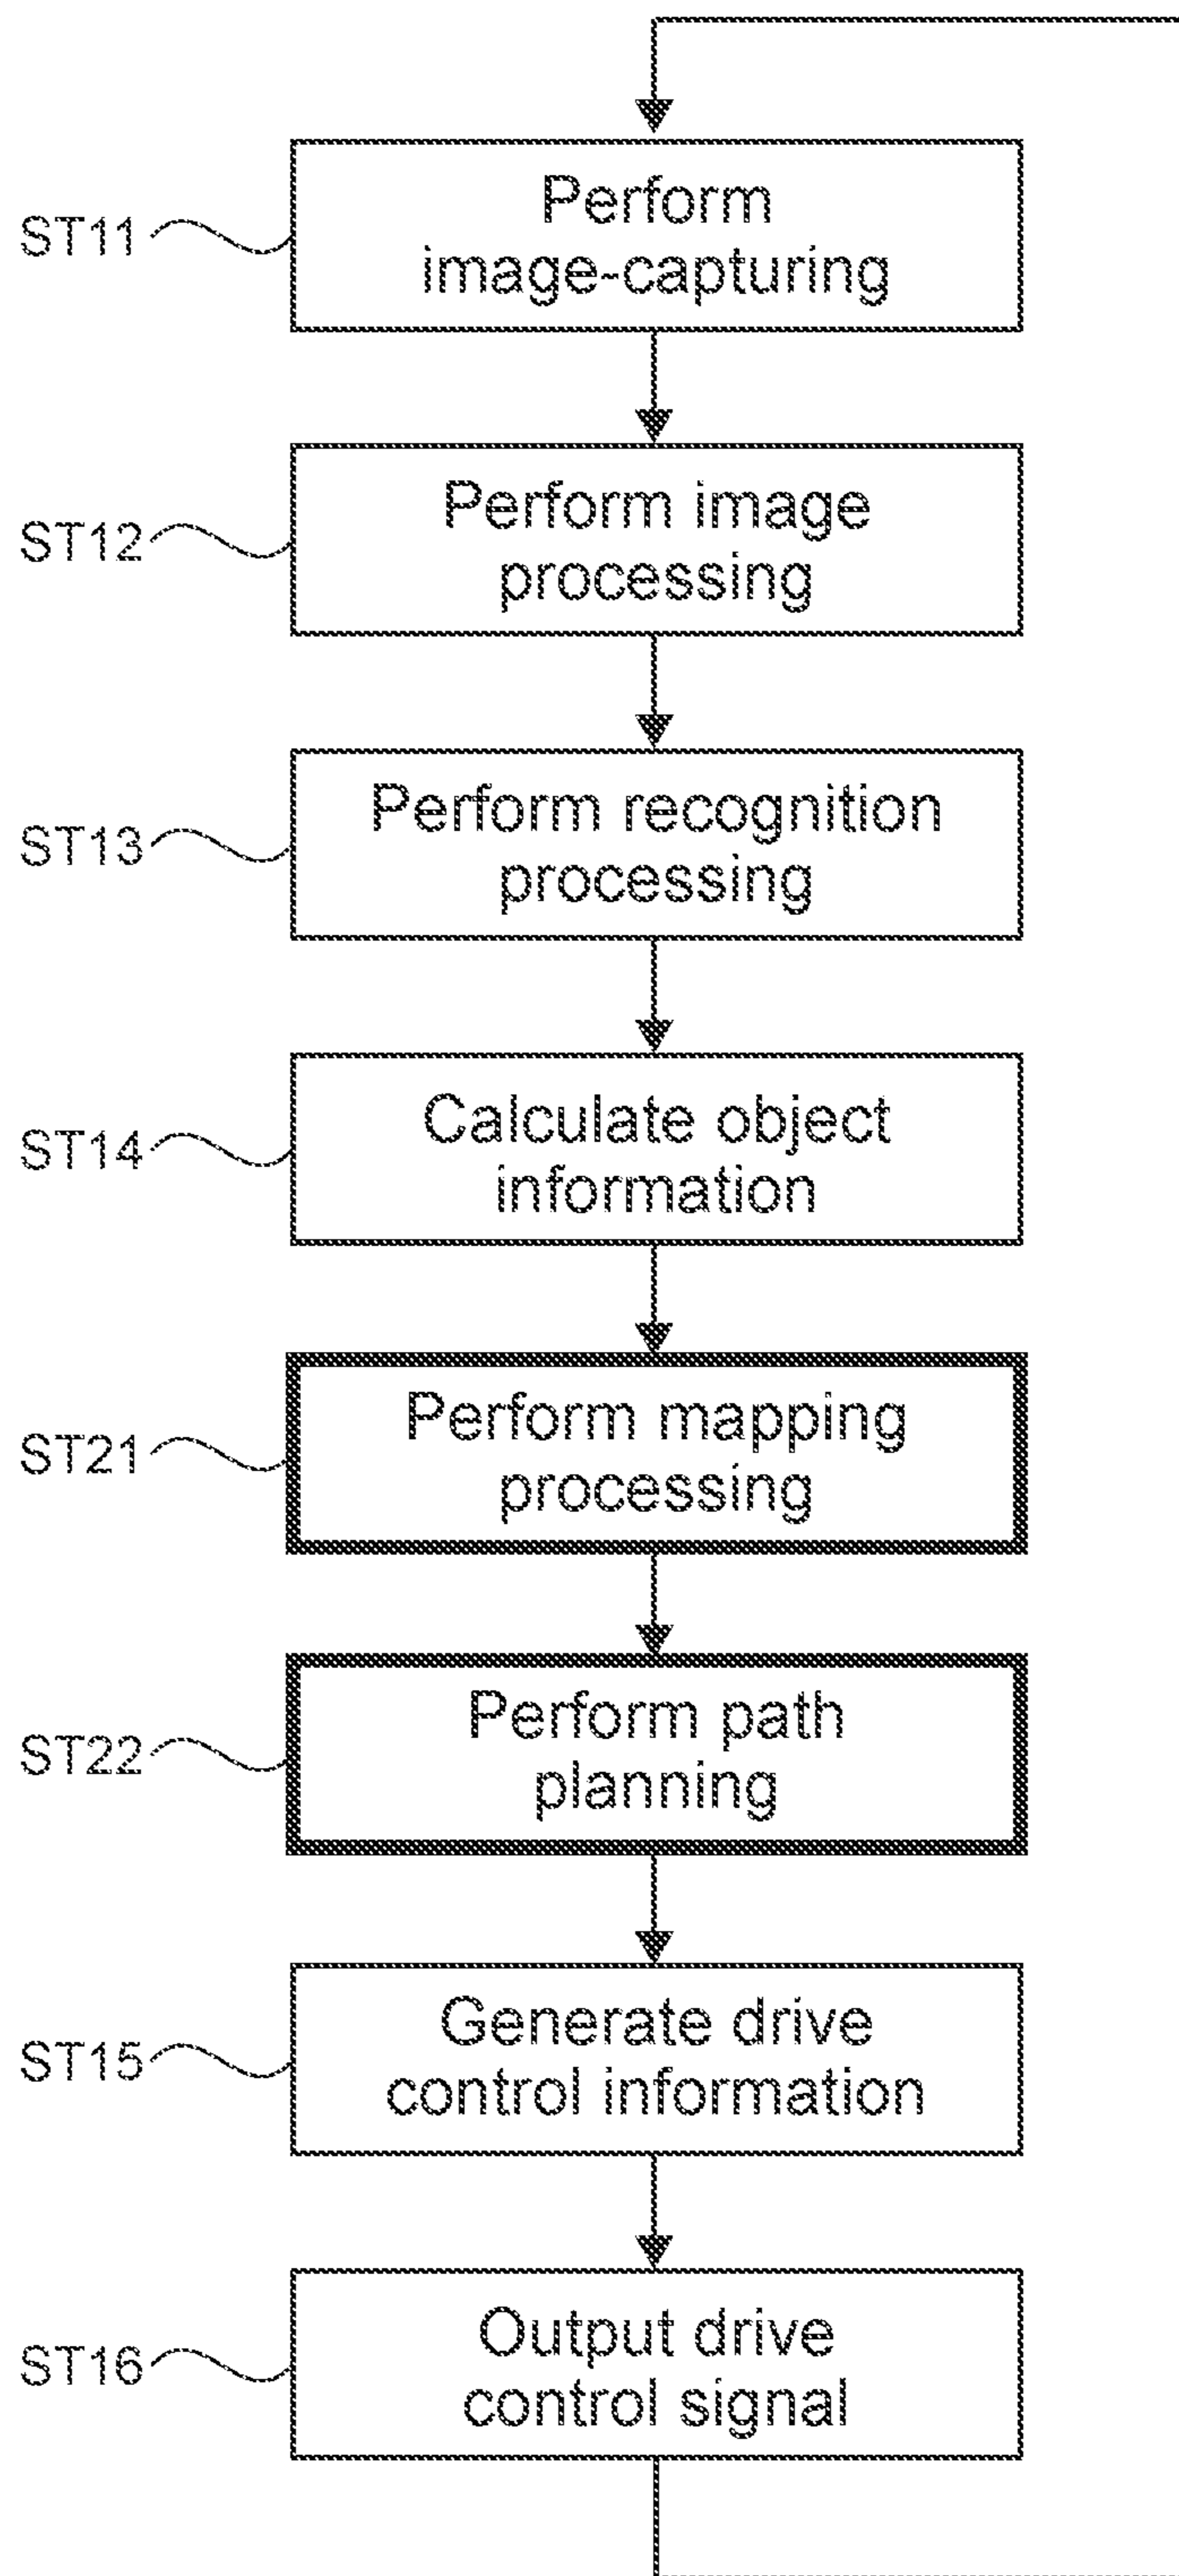 ST11
Perform
image-capturing
ST12
Perform image
processing
ST13
Perform recognition
processing
ST14
Calculate object
information
ST21
Perform mapping
processing
ST22
Perform path
planning
ST15
Generate drive
control information
ST16
Output drive
control signal